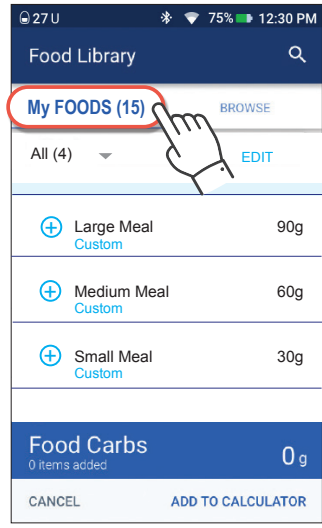 27 U 75% 12:30 PM
Food Library
My FOODS (15) BROWSE
All (4) EDIT
Large Meal 90g
Custom
Medium Meal 60g
Custom
Small Meal 30g
Custom
Food Carbs 0 g
0 items added
CANCEL ADD TO CALCULATOR